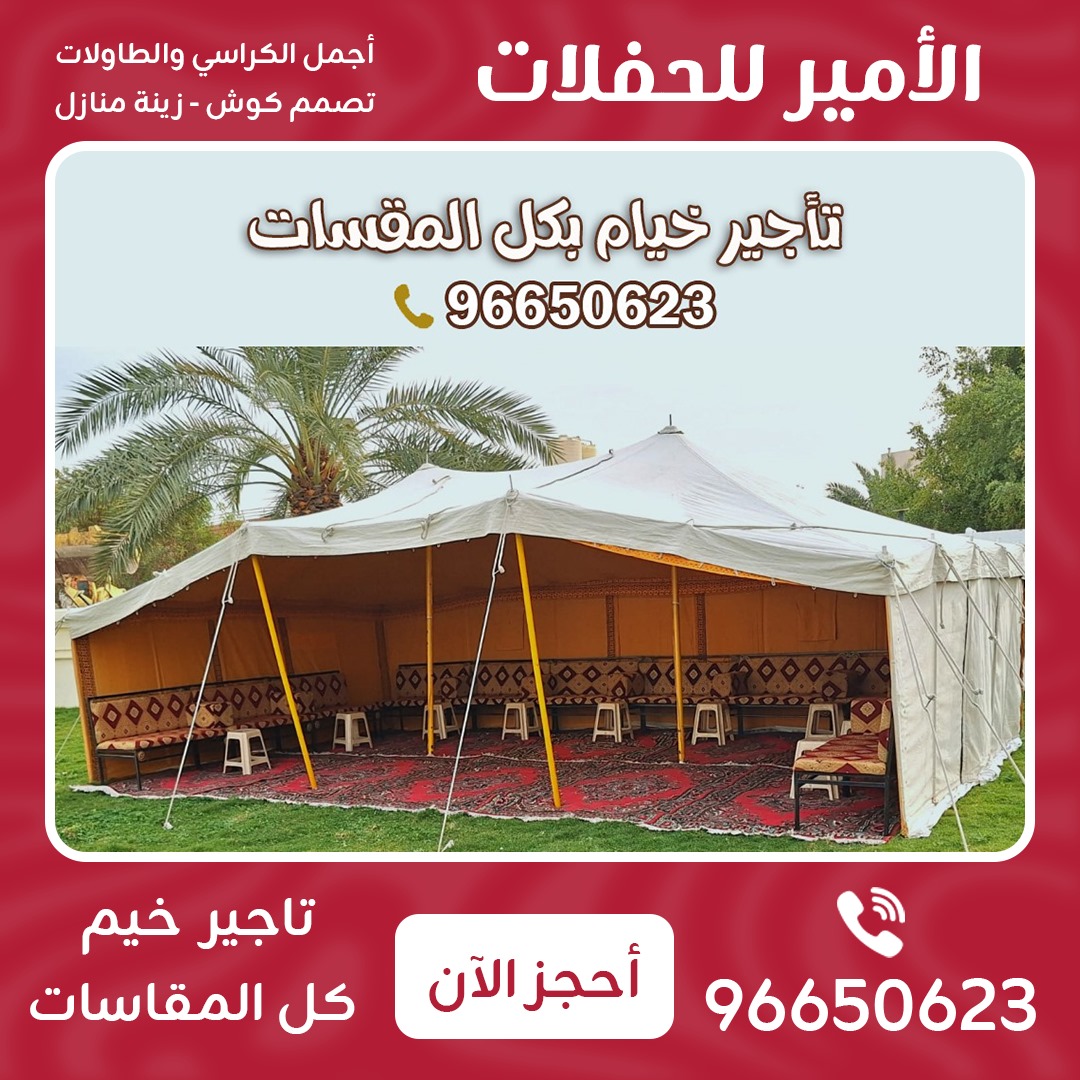 الأمير للحفلات
أجمل الكراسي والطاولات
تصمم كوش - زينة منازل
تأجير خيام بكل المقسات
96650623
تاجير خيم
كل المقاسات
أحجز الآن
96650623